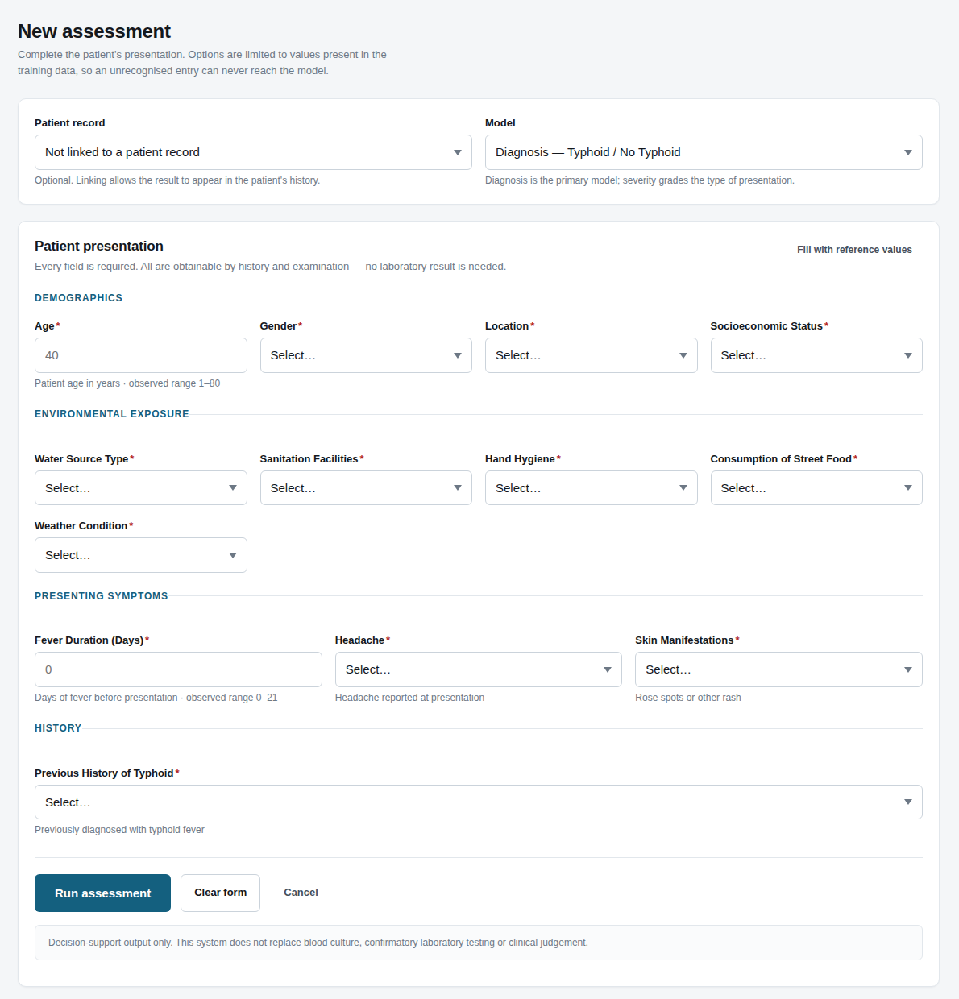 New assessment
Complete the patient's presentation. Options are limited to values present in the
training data, so an unrecognised entry can never reach the model.
Patient record
Model
Not linked to a patient record
Diagnosis — Typhoid / No Typhoid
Optional. Linking allows the result to appear in the patient's history.
Diagnosis is the primary model; severity grades the type of presentation.
Patient presentation
Fill with reference values
Every field is required. All are obtainable by history and examination — no laboratory result is needed.
DEMOGRAPHICS
Age*
Gender*
Location*
Socioeconomic Status*
40
Select…
Select…
Select…
Patient age in years · observed range 1–80
ENVIRONMENTAL EXPOSURE
Water Source Type*
Sanitation Facilities*
Hand Hygiene*
Consumption of Street Food*
Select…
Select…
Select…
Select…
Weather Condition*
Select…
PRESENTING SYMPTOMS
Fever Duration (Days)*
Headache*
Skin Manifestations*
0
Select…
Select…
Days of fever before presentation · observed range 0–21
Headache reported at presentation
Rose spots or other rash
HISTORY
Previous History of Typhoid*
Select…
Previously diagnosed with typhoid fever
Run assessment
Clear form
Cancel
Decision-support output only. This system does not replace blood culture, confirmatory laboratory testing or clinical judgement.